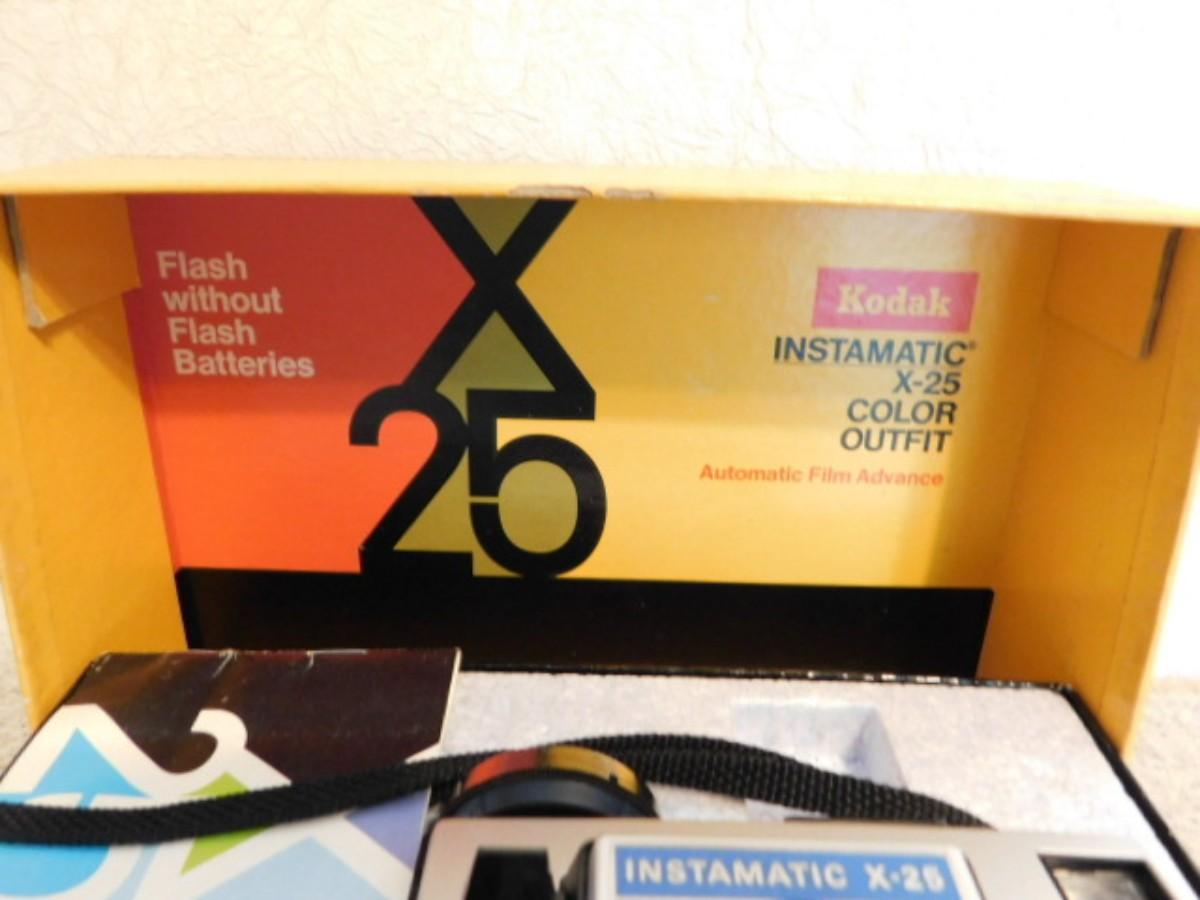 Flash
without
Flash
Batteries
X
25
Kodak
INSTAMATIC®
X-25
COLOR
OUTFIT
Automatic Film Advance
INSTAMATIC X-25